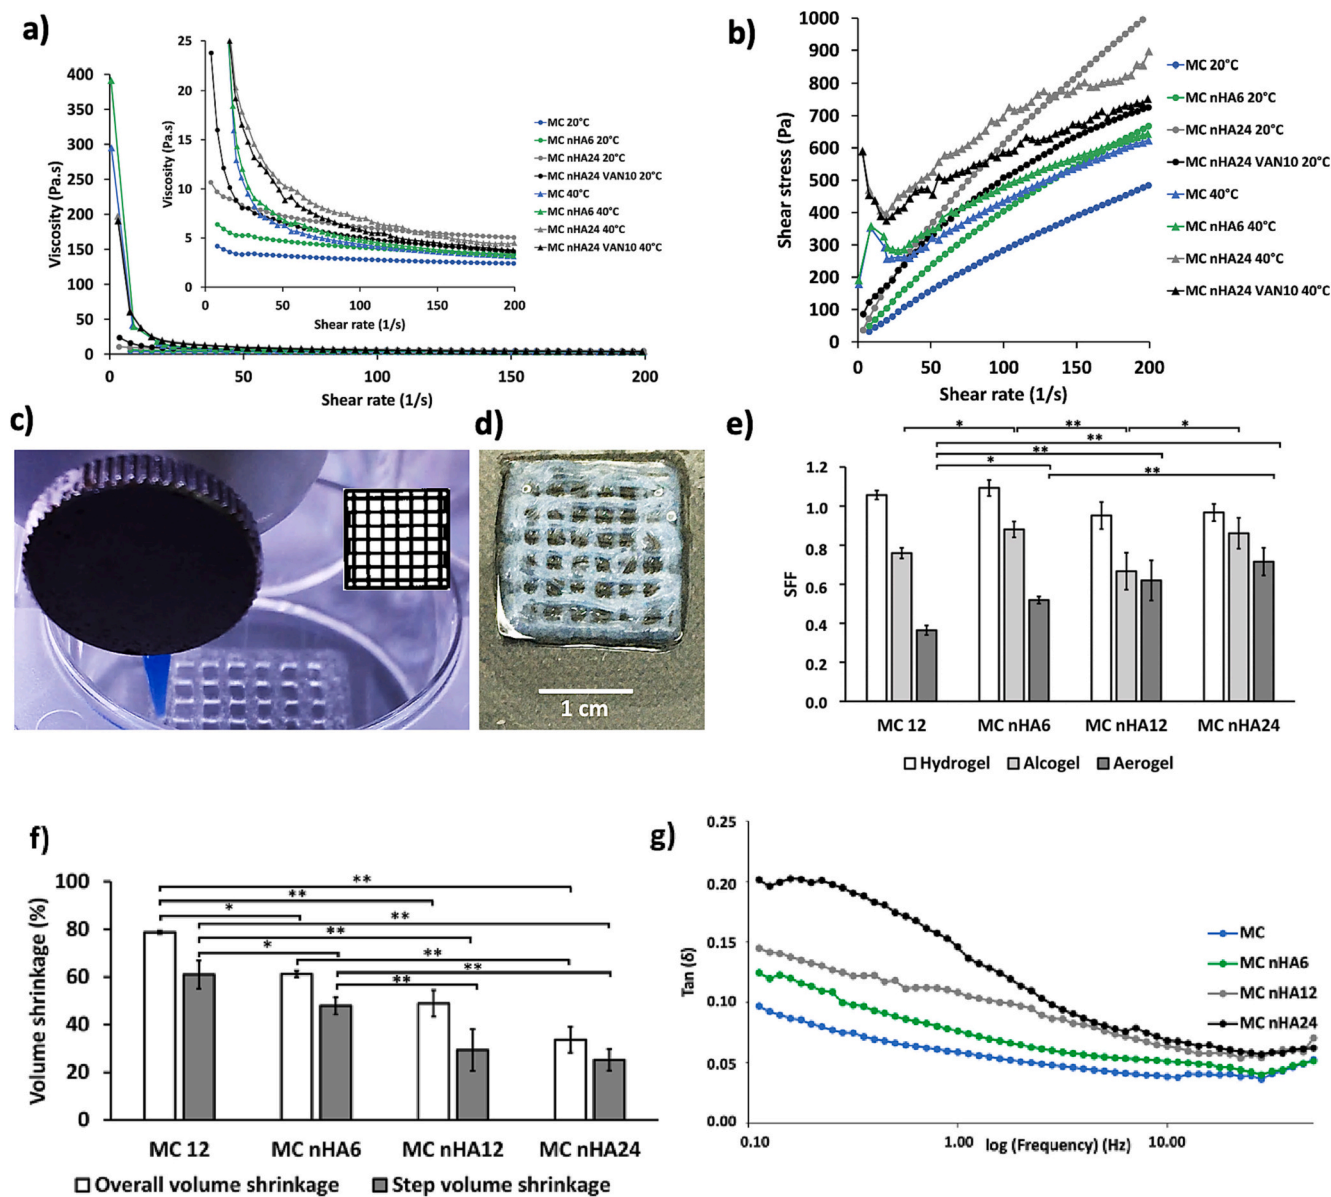 a)
Viscosity (Pa.s)
400
350
300
250
200
150
100
50
0
0
50
100
150
200
Shear rate (1/s)
Viscosity (Pa.s)
25
20
15
10
5
0
0
50
100
150
200
Shear rate (1/s)
MC 20°C
MC nHA6 20°C
MC nHA24 20°C
MC nHA24 VAN10 20°C
MC 40°C
MC nHA6 40°C
MC nHA24 40°C
MC nHA24 VAN10 40°C
b)
Shear stress (Pa)
1000
900
800
700
600
500
400
300
200
100
0
0
50
100
150
200
Shear rate (1/s)
MC 20°C
MC nHA6 20°C
MC nHA24 20°C
MC nHA24 VAN10 20°C
MC 40°C
MC nHA6 40°C
MC nHA24 40°C
MC nHA24 VAN10 40°C
c)
d)
1 cm
e)
* ** *
**
**
* **
SFF
1.2
1.0
0.8
0.6
0.4
0.2
0.0
MC 12 MC nHA6 MC nHA12 MC nHA24
Hydrogel Alcogel Aerogel
f)
Volume shrinkage (%)
100
80
60
40
20
0
**
**
* **
**
* **
**
**
MC 12 MC nHA6 MC nHA12 MC nHA24
Overall volume shrinkage Step volume shrinkage
g)
Tan (δ)
0.25
0.20
0.15
0.10
0.05
0.00
0.10 1.00 10.00
log (Frequency) (Hz)
MC
MC nHA6
MC nHA12
MC nHA24